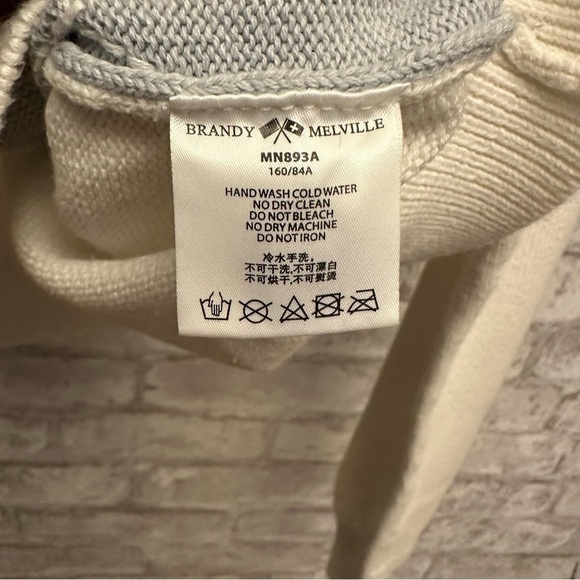 BRANDY MELVILLE
MN893A
160/84A
HAND WASH COLD WATER
NO DRY CLEAN
DO NOT BLEACH
NO DRY MACHINE
DO NOT IRON
冷水手洗,
不可干洗,不可漂白
不可烘干,不可熨烫